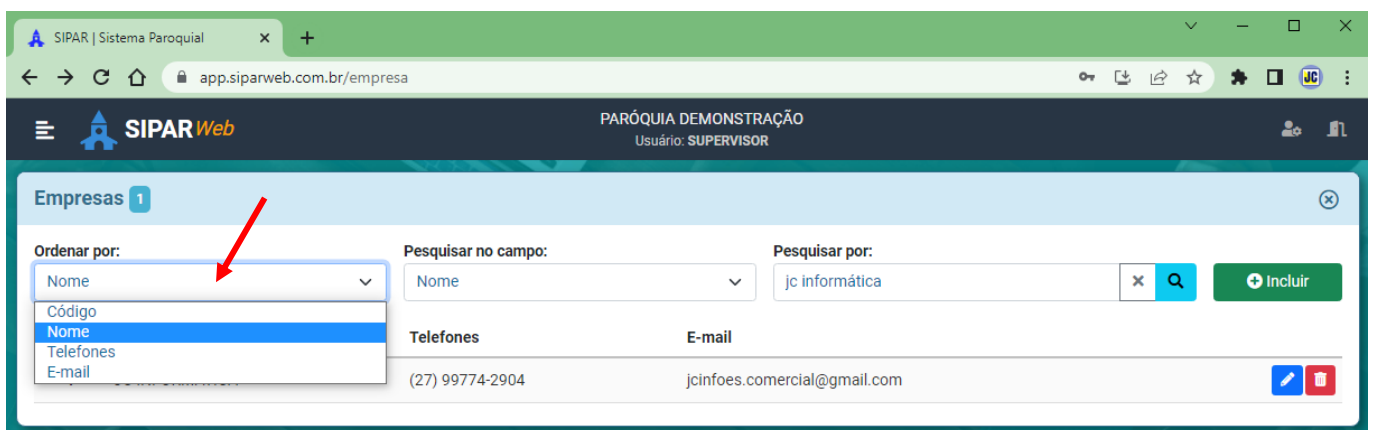 SIPAR | Sistema Paroquial
app.siparweb.com.br/empresa
JC
SIPAR Web
PARÓQUIA DEMONSTRAÇÃO
Usuário: SUPERVISOR
Empresas 1
Ordenar por: Pesquisar no campo: Pesquisar por:
Nome Nome jc informática Incluir
Código
Nome
Telefones
E-mail
Telefones E-mail
(27) 99774-2904 jcinfoes.comercial@gmail.com